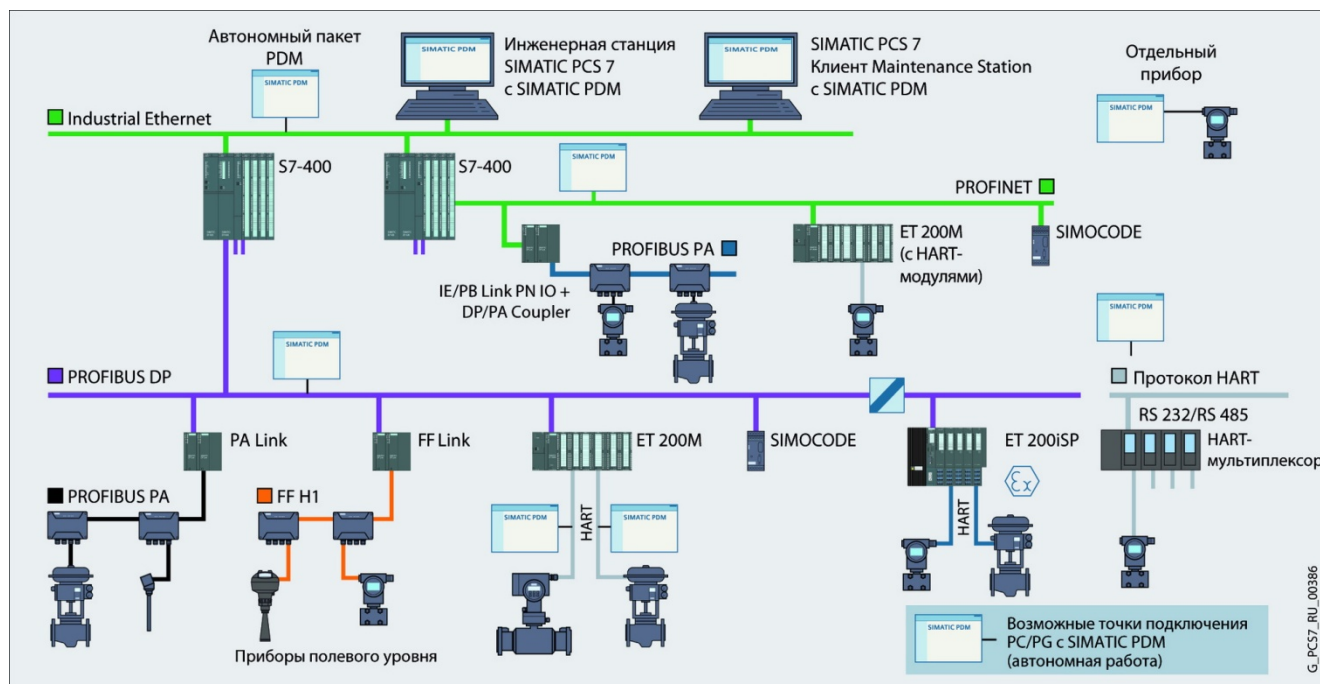 Автономный пакет
PDM
SIMATIC PDM
SIMATIC PDM
Инженерная станция
SIMATIC PCS 7
с SIMATIC PDM
SIMATIC PDM
SIMATIC PCS 7
Клиент Maintenance Station
с SIMATIC PDM
Отдельный
прибор
SIMATIC PDM
Industrial Ethernet
S7-400
S7-400
SIMATIC PDM
PROFINET
PROFIBUS PA
IE/PB Link PN IO +
DP/PA Coupler
ET 200M
(с HART-
модулями)
SIMOCODE
SIMATIC PDM
PROFIBUS DP
SIMATIC PDM
Протокол HART
RS 232/RS 485
HART-
мультиплексор
PA Link
FF Link
ET 200M
SIMOCODE
ET 200iSP
Ex
PROFIBUS PA
FF H1
SIMATIC PDM
HART
SIMATIC PDM
HART
Приборы полевого уровня
SIMATIC PDM
Возможные точки подключения
PC/PG с SIMATIC PDM
(автономная работа)
G_PCS7_RU_00386